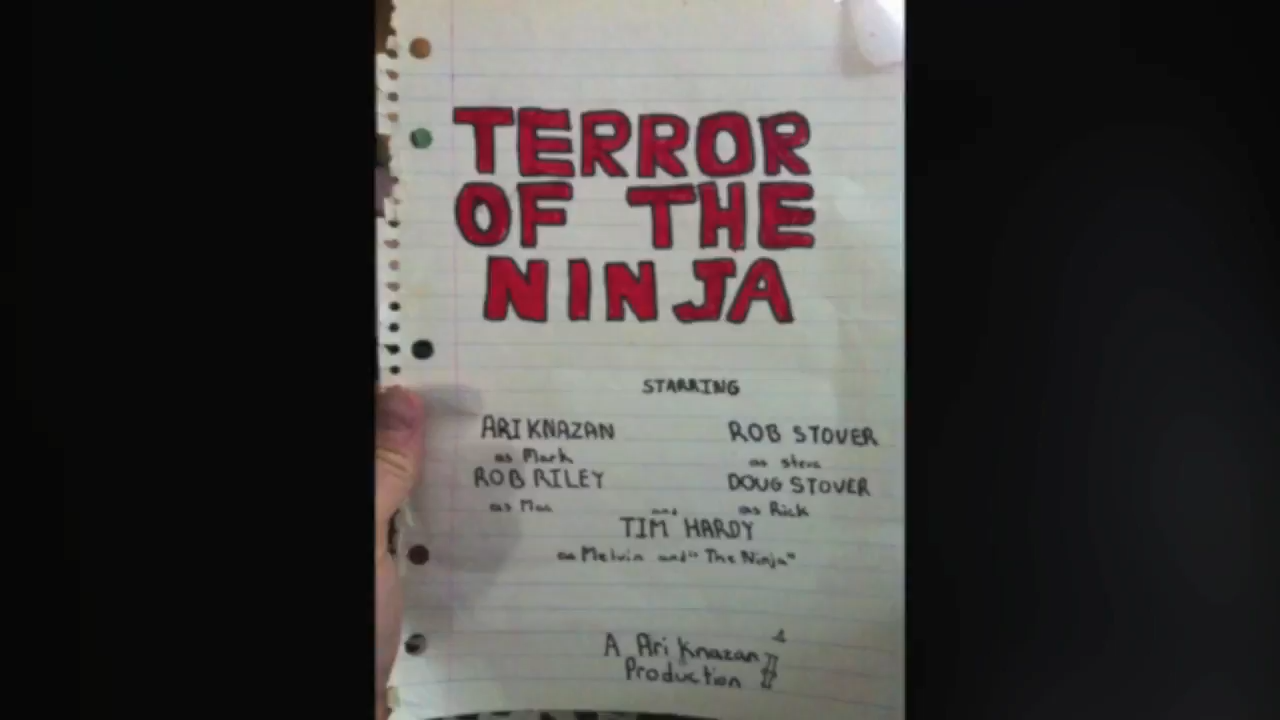 TERROR
OF THE
NINJA
STARRING
ARI KNAZAN ROB STOVER
as Mark as Steve
ROB RILEY DOUG STOVER
as Mac as Rick
and
TIM HARDY
as Melvin and "The Ninja"
A Ari Knazan
Production